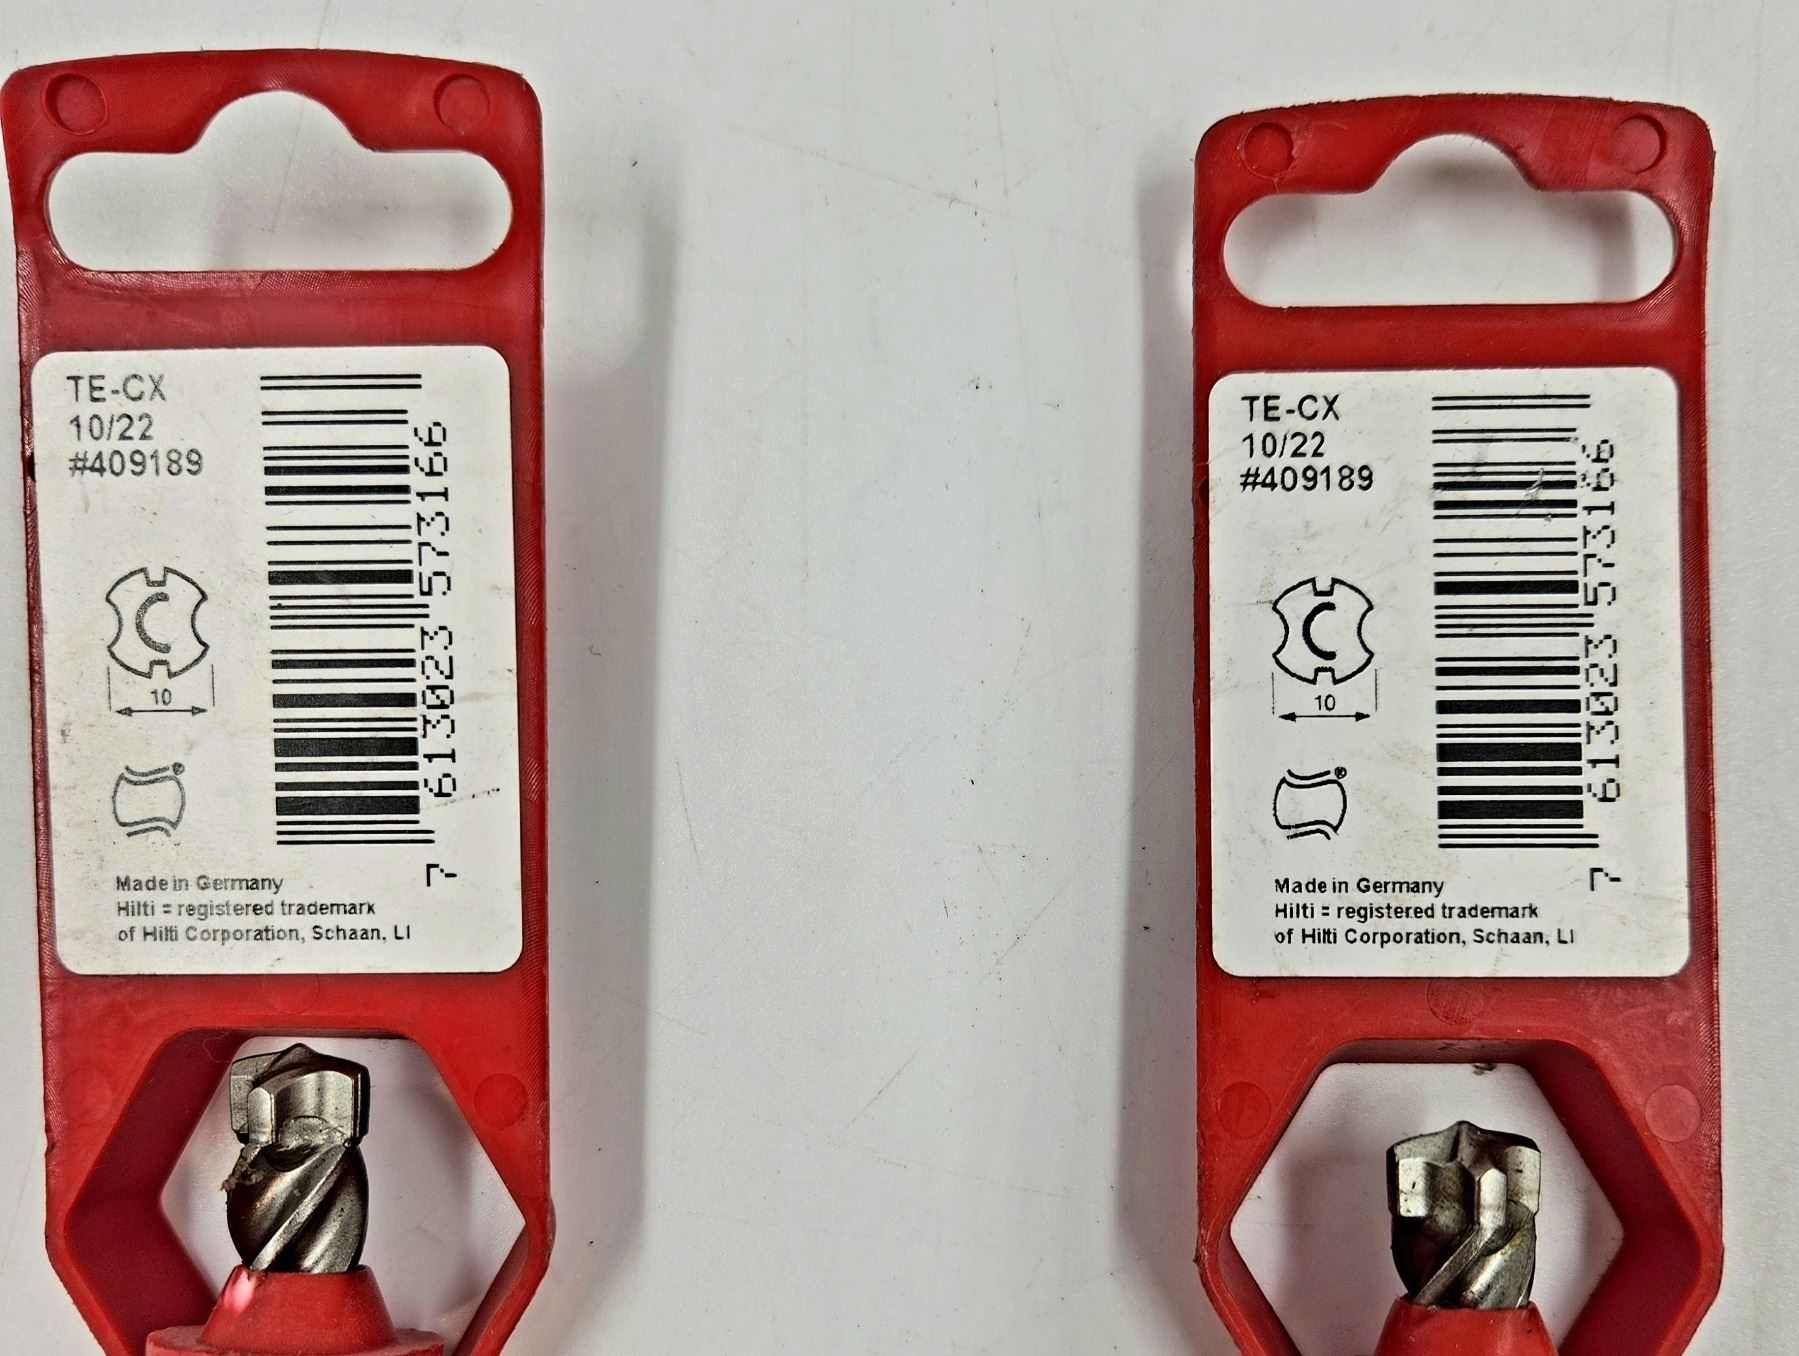 TE-CX
10/22
#409189
C
10
®
7 613023 573166
Made in Germany
Hilti = registered trademark
of Hilti Corporation, Schaan, LI
TE-CX
10/22
#409189
C
10
®
7 613023 573166
Made in Germany
Hilti = registered trademark
of Hilti Corporation, Schaan, LI